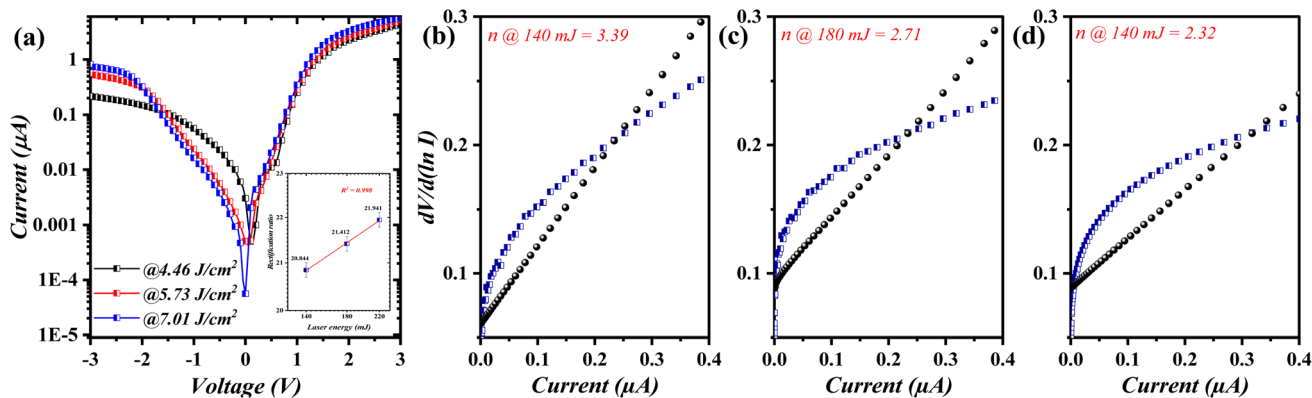 (a)
Current (μA)
1
0.1
0.01
0.001
1E-4
1E-5
@4.46 J/cm²
@5.73 J/cm²
@7.01 J/cm²
-3 -2 -1 0 1 2 3
Voltage (V)
R² = 0.998
Rectification ratio
23
22
21
20
20.844
21.412
21.941
140 180 220
Laser energy (mJ)
(b)
n @ 140 mJ = 3.39
dV/d(ln I)
0.3
0.2
0.1
0.0 0.1 0.2 0.3 0.4
Current (μA)
(c)
n @ 180 mJ = 2.71
0.3
0.2
0.1
0.0 0.1 0.2 0.3 0.4
Current (μA)
(d)
n @ 140 mJ = 2.32
0.3
0.2
0.1
0.0 0.1 0.2 0.3 0.4
Current (μA)